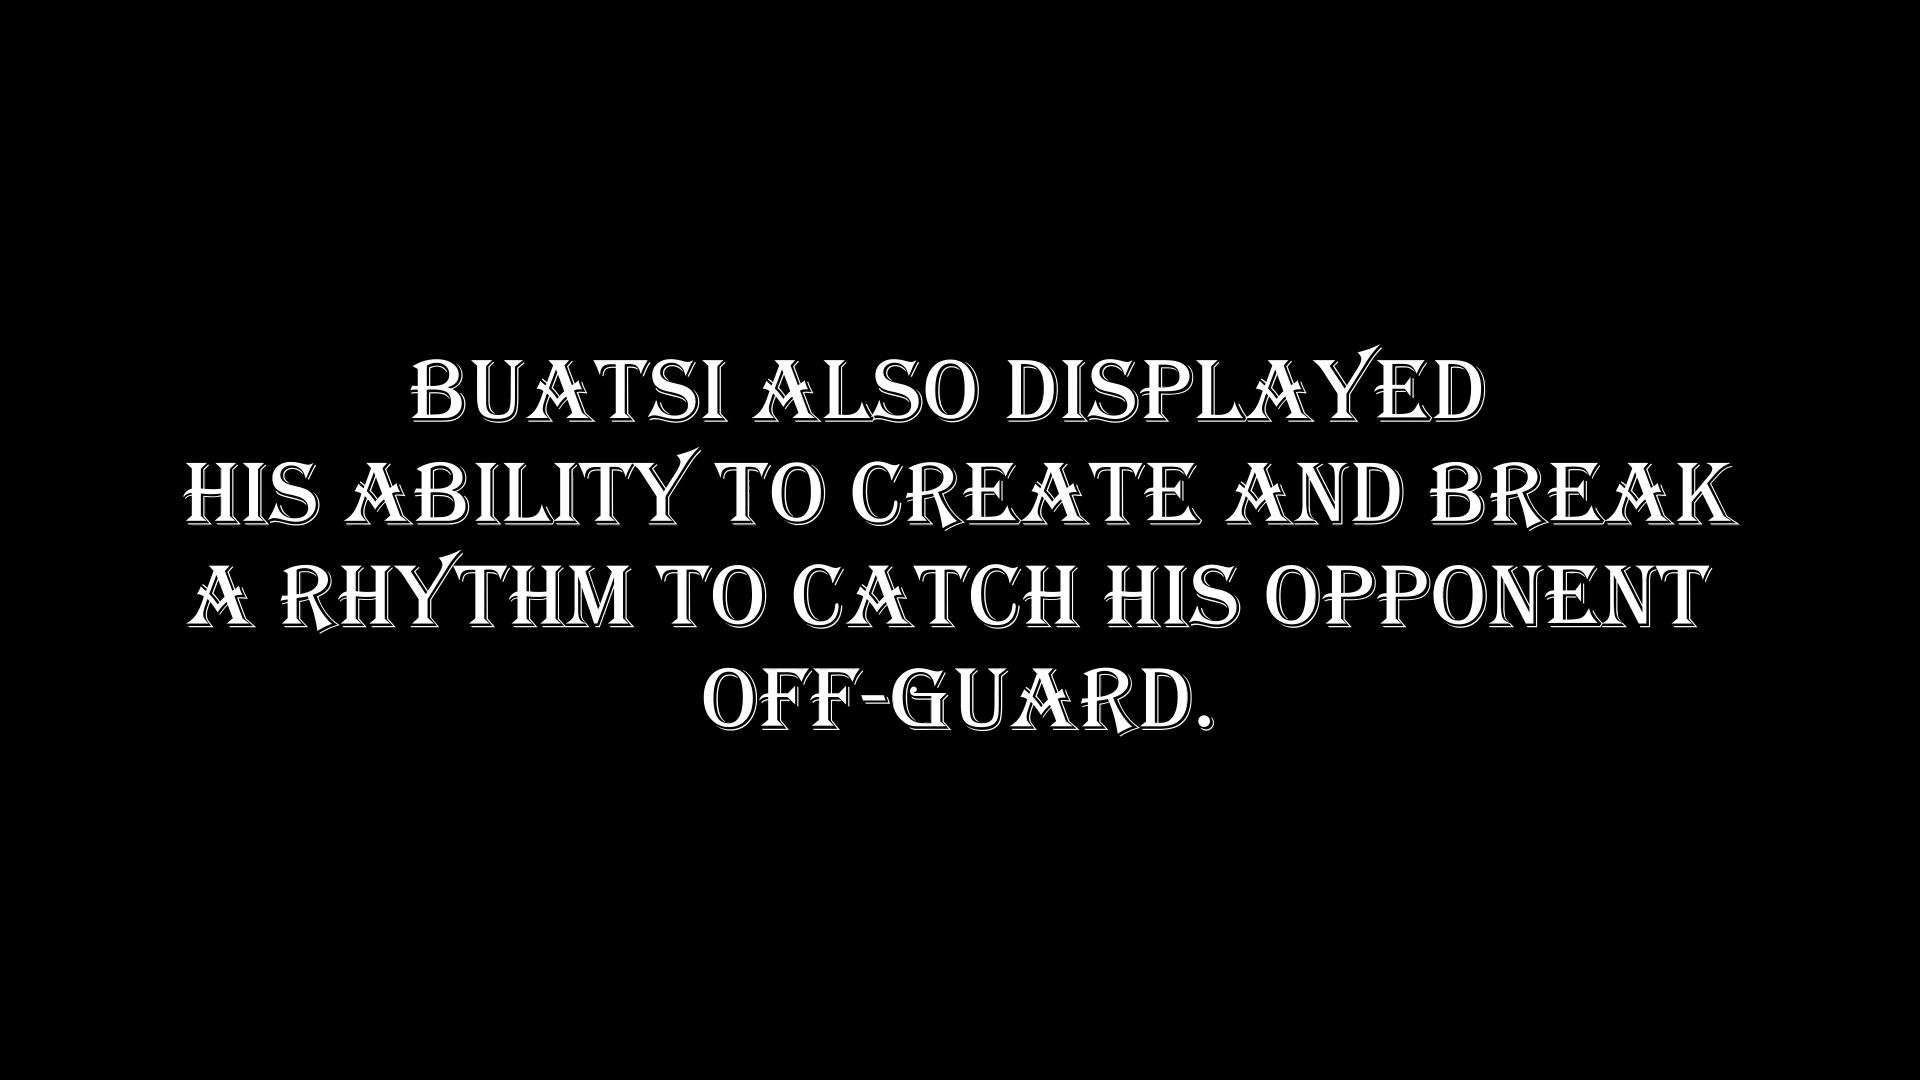 BUATSI ALSO DISPLAYED
HIS ABILITY TO CREATE AND BREAK
A RHYTHM TO CATCH HIS OPPONENT
OFF-GUARD.